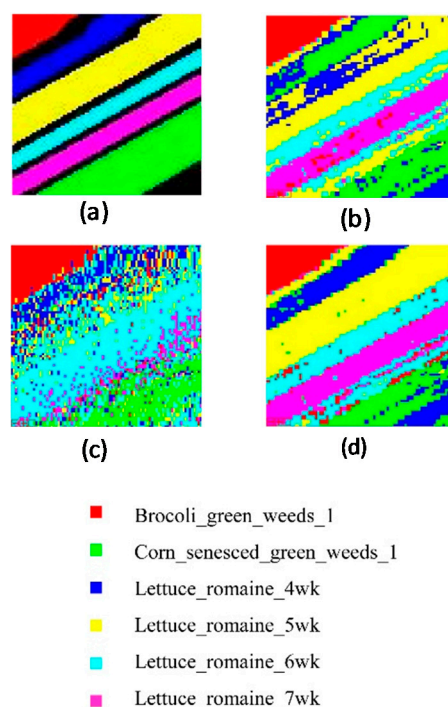 (a)
(b)
(c)
(d)
Brocoli_green_weeds_1
Corn_senesced_green_weeds_1
Lettuce_romaine_4wk
Lettuce_romaine_5wk
Lettuce_romaine_6wk
Lettuce_romaine_7wk